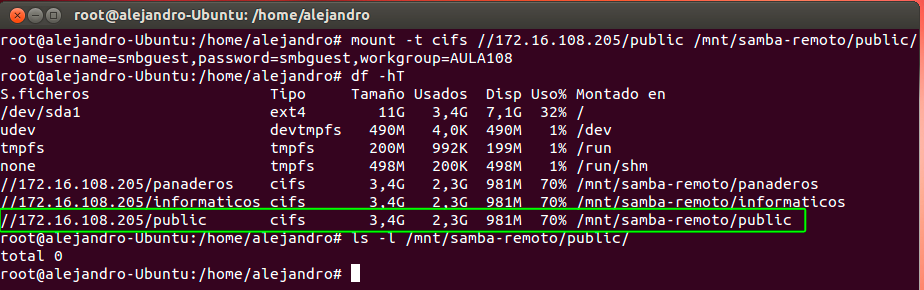 root@alejandro-Ubuntu: /home/alejandro
root@alejandro-Ubuntu:/home/alejandro# mount -t cifs //172.16.108.205/public /mnt/samba-remoto/public/
-o username=smbguest,password=smbguest,workgroup=AULA108
root@alejandro-Ubuntu:/home/alejandro# df -hT
S.ficheros Tipo Tamaño Usados Disp Uso% Montado en
/dev/sda1 ext4 11G 3,4G 7,1G 32% /
udev devtmpfs 490M 4,0K 490M 1% /dev
tmpfs tmpfs 200M 992K 199M 1% /run
none tmpfs 498M 200K 498M 1% /run/shm
//172.16.108.205/panaderos cifs 3,4G 2,3G 981M 70% /mnt/samba-remoto/panaderos
//172.16.108.205/informaticos cifs 3,4G 2,3G 981M 70% /mnt/samba-remoto/informaticos
//172.16.108.205/public cifs 3,4G 2,3G 981M 70% /mnt/samba-remoto/public
root@alejandro-Ubuntu:/home/alejandro# ls -l /mnt/samba-remoto/public/
total 0
root@alejandro-Ubuntu:/home/alejandro#